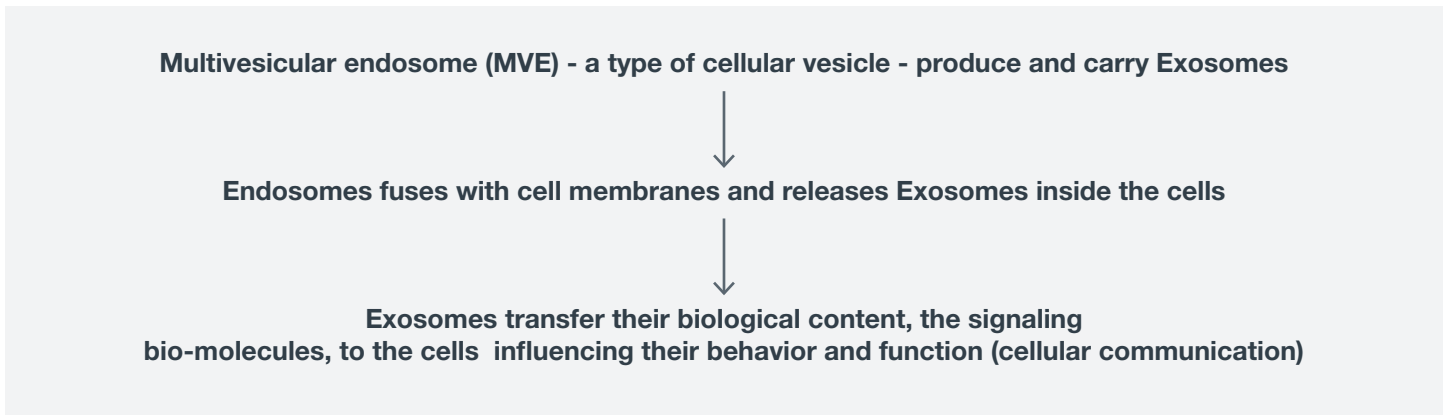 Multivesicular endosome (MVE) - a type of cellular vesicle - produce and carry Exosomes
Endosomes fuses with cell membranes and releases Exosomes inside the cells
Exosomes transfer their biological content, the signaling
bio-molecules, to the cells  influencing their behavior and function (cellular communication)